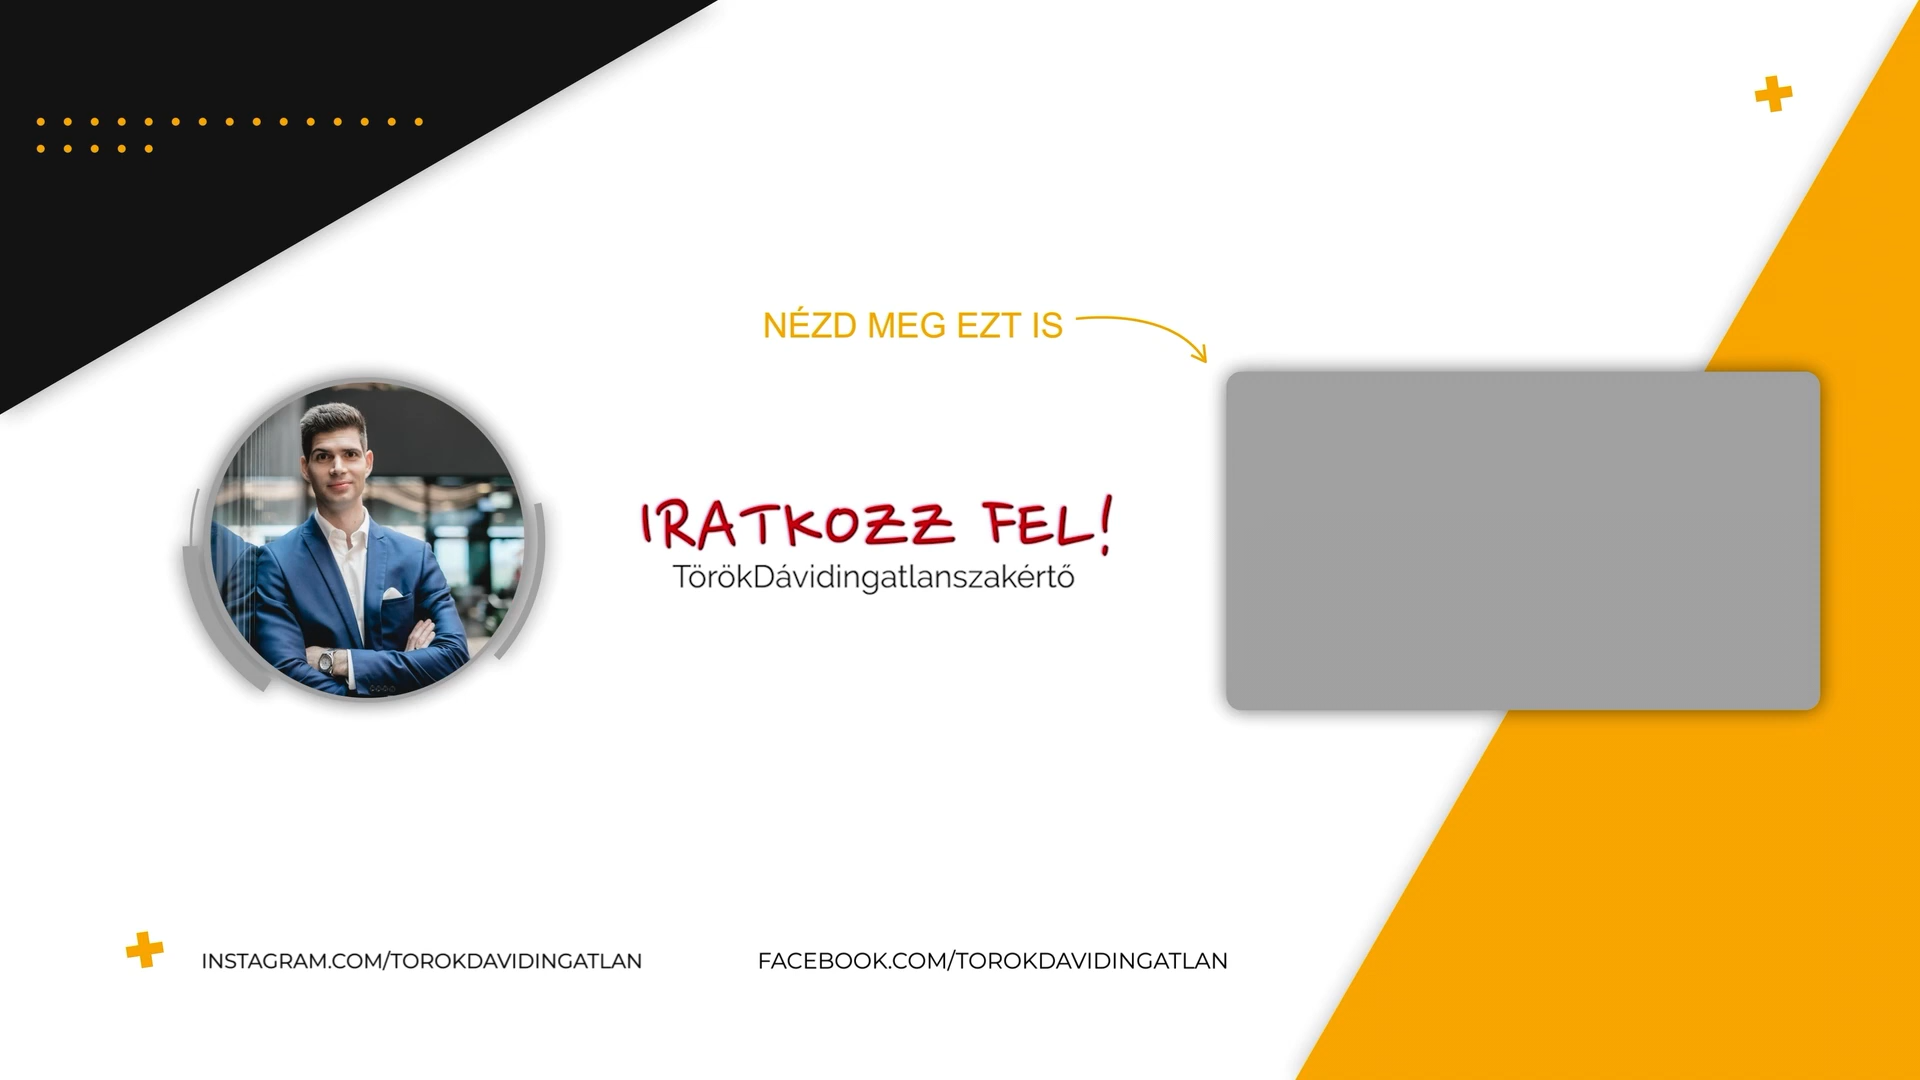 NÉZD MEG EZT IS
IRATKOZZ FEL!
TörökDávidingatlanszakértő
INSTAGRAM.COM/TOROKDAVIDINGATLAN
FACEBOOK.COM/TOROKDAVIDINGATLAN